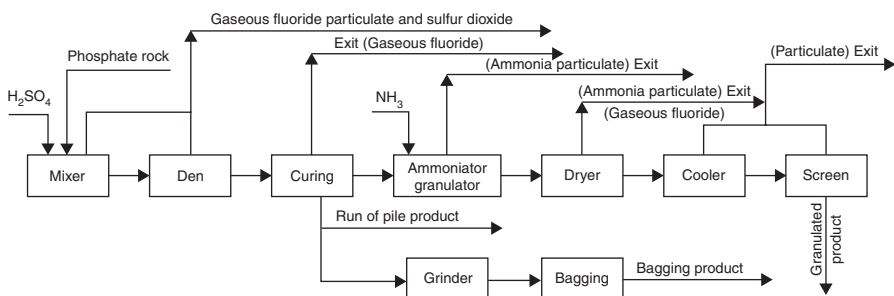 Gaseous fluoride particulate and sulfur dioxide
Exit (Gaseous fluoride)
(Particulate) Exit
Phosphate rock
(Ammonia particulate) Exit
H₂SO₄
NH₃
(Ammonia particulate) Exit
(Gaseous fluoride)
Mixer
Den
Curing
Ammoniator
granulator
Dryer
Cooler
Screen
Run of pile product
Granulated
product
Grinder
Bagging
Bagging product